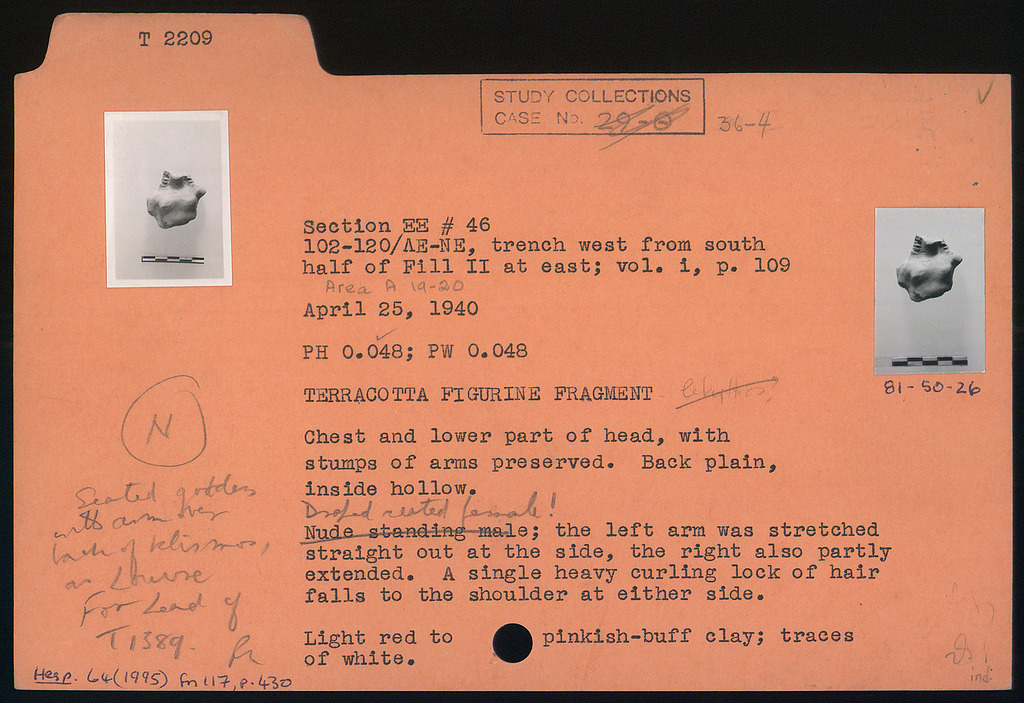 T 2209
STUDY COLLECTIONS
CASE No. 36-4
Section EE # 46
102-120/ΛE-NE, trench west from south
half of Fill II at east; vol. i, p. 109
Area A 19-20
April 25, 1940
PH 0.048; PW 0.048
TERRACOTTA FIGURINE FRAGMENT
Chest and lower part of head, with
stumps of arms preserved. Back plain,
inside hollow.
Draped seated female!
Nude standing male; the left arm was stretched
straight out at the side, the right also partly
extended. A single heavy curling lock of hair
falls to the shoulder at either side.
Light red to pinkish-buff clay; traces
of white.
81-50-26
N
Seated goddess
with arm over
back of klismos,
as Louvre
For head cf
T 1389.
Hesp. 64 (1995) fn 117, p. 430